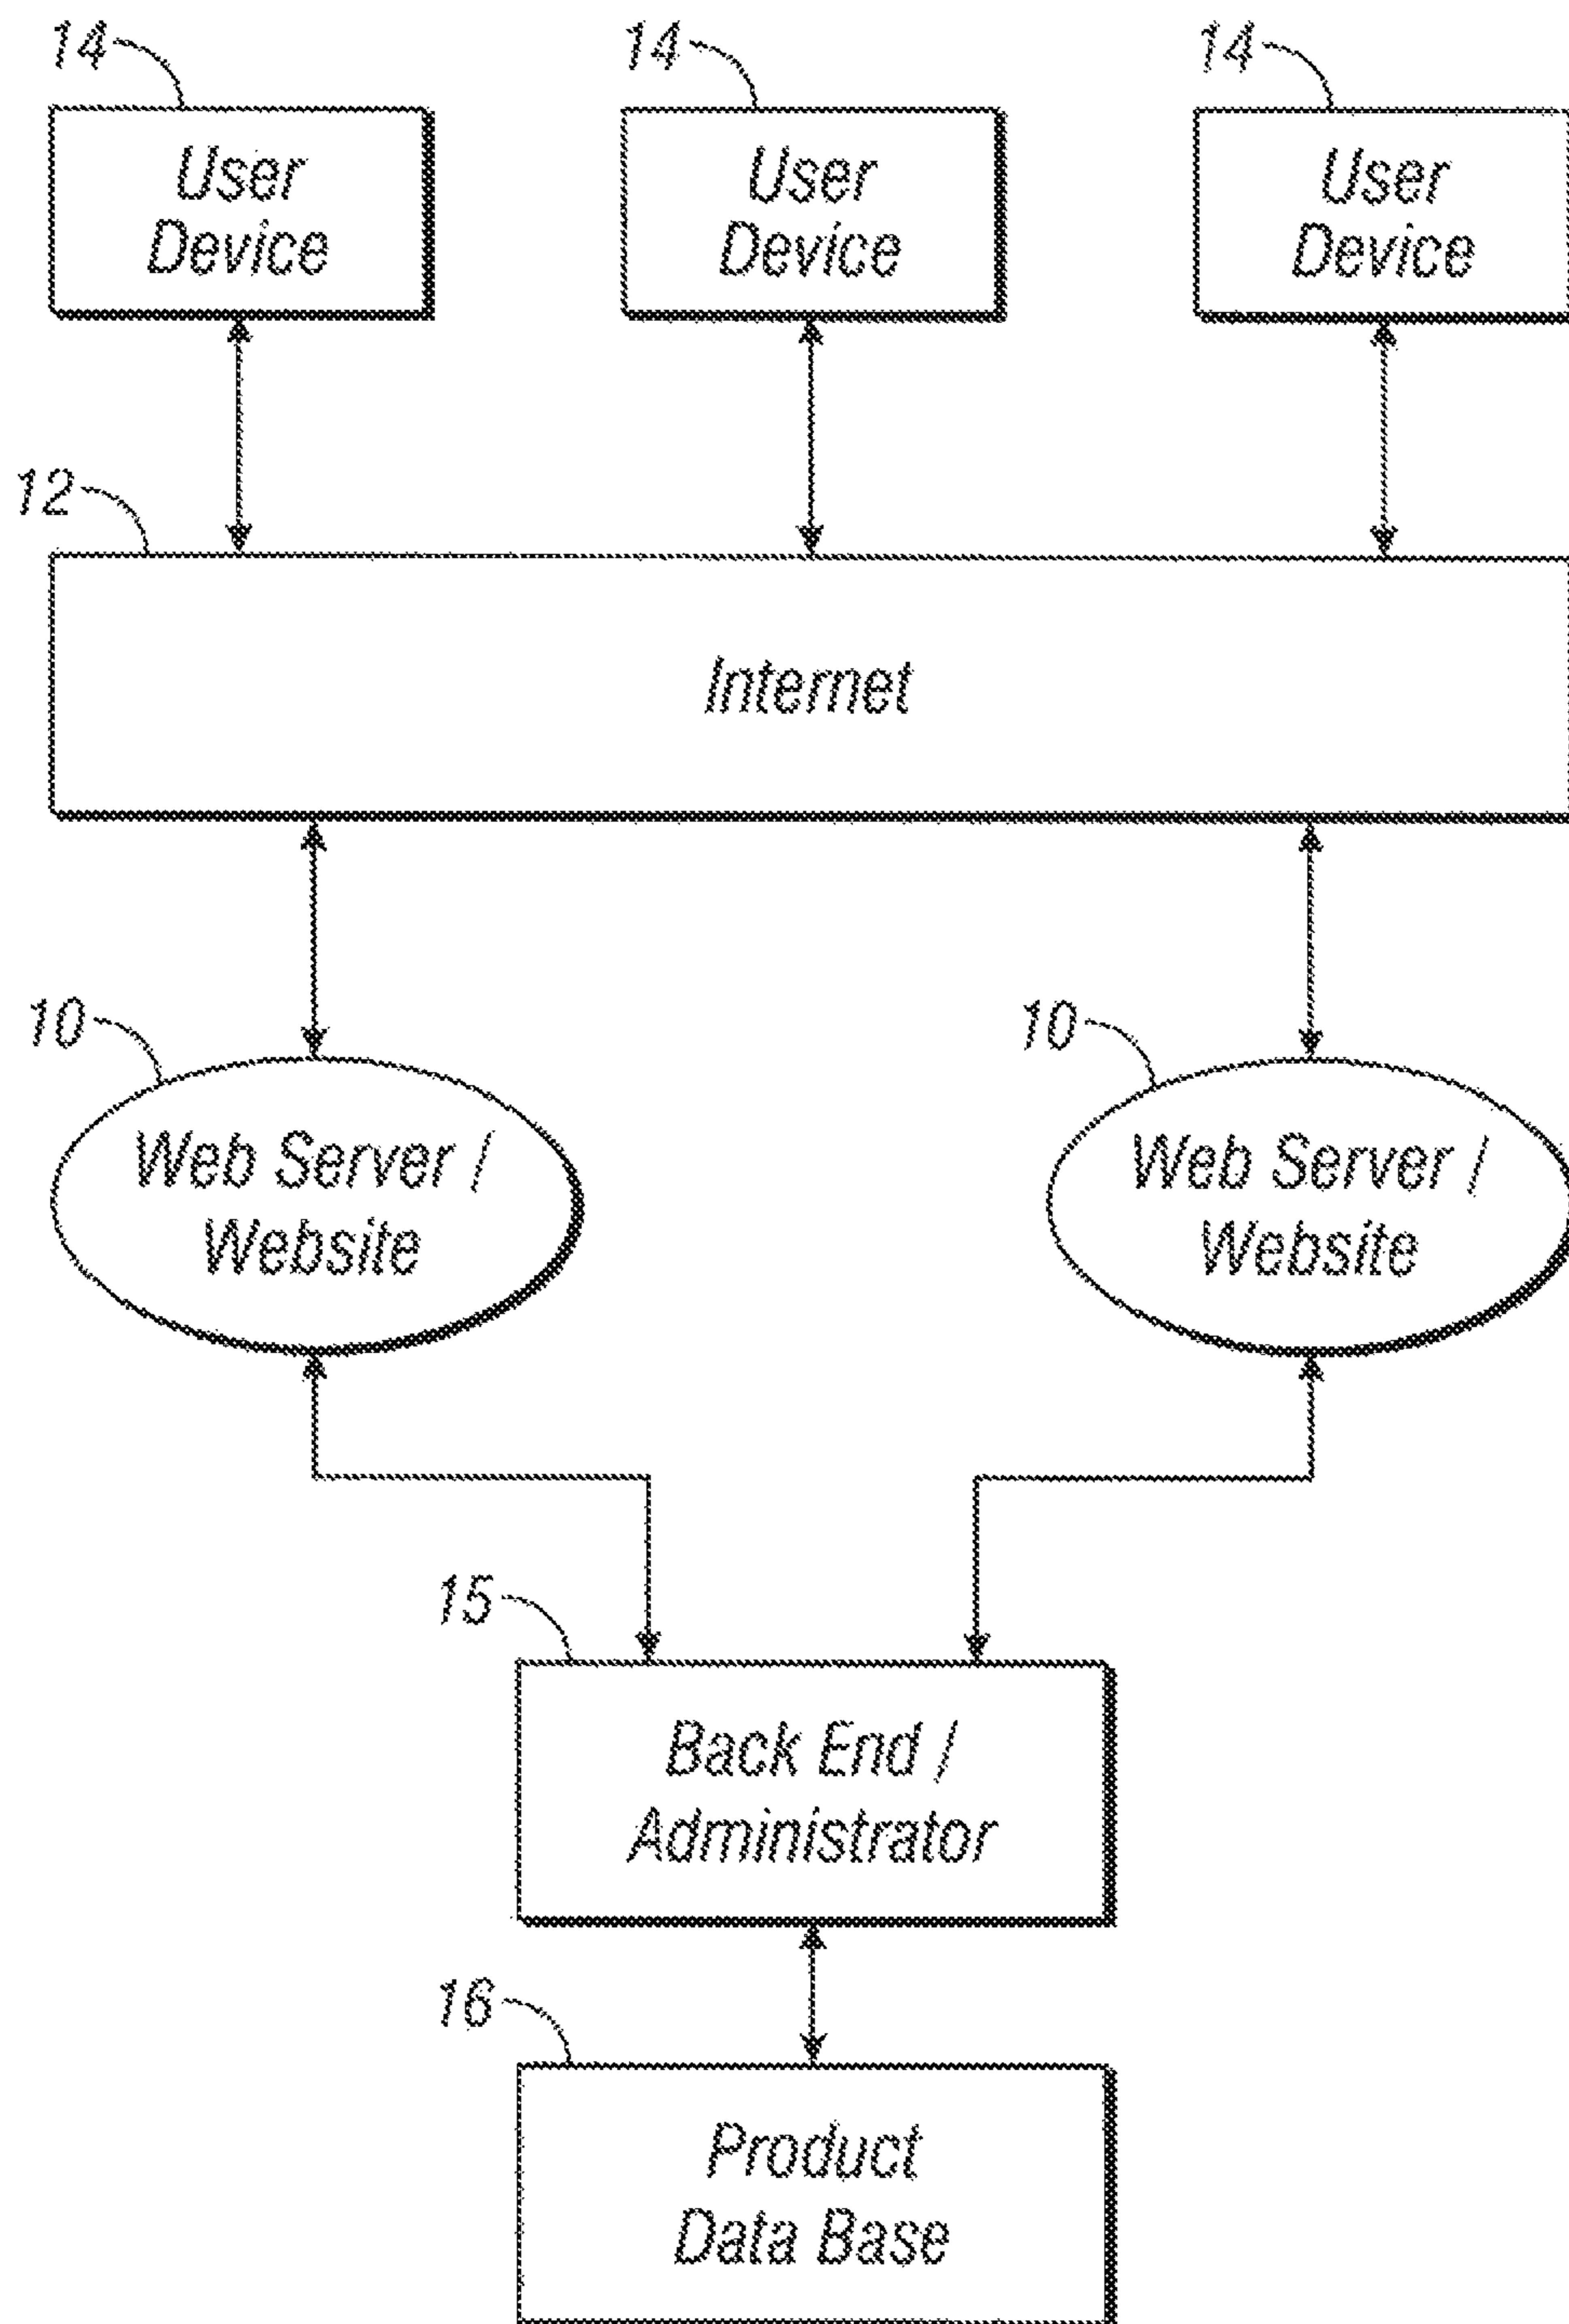 14 14 14
User Device User Device User Device
12
Internet
10 10
Web Server / Website Web Server / Website
15
Back End /
Administrator
16
Product
Data Base